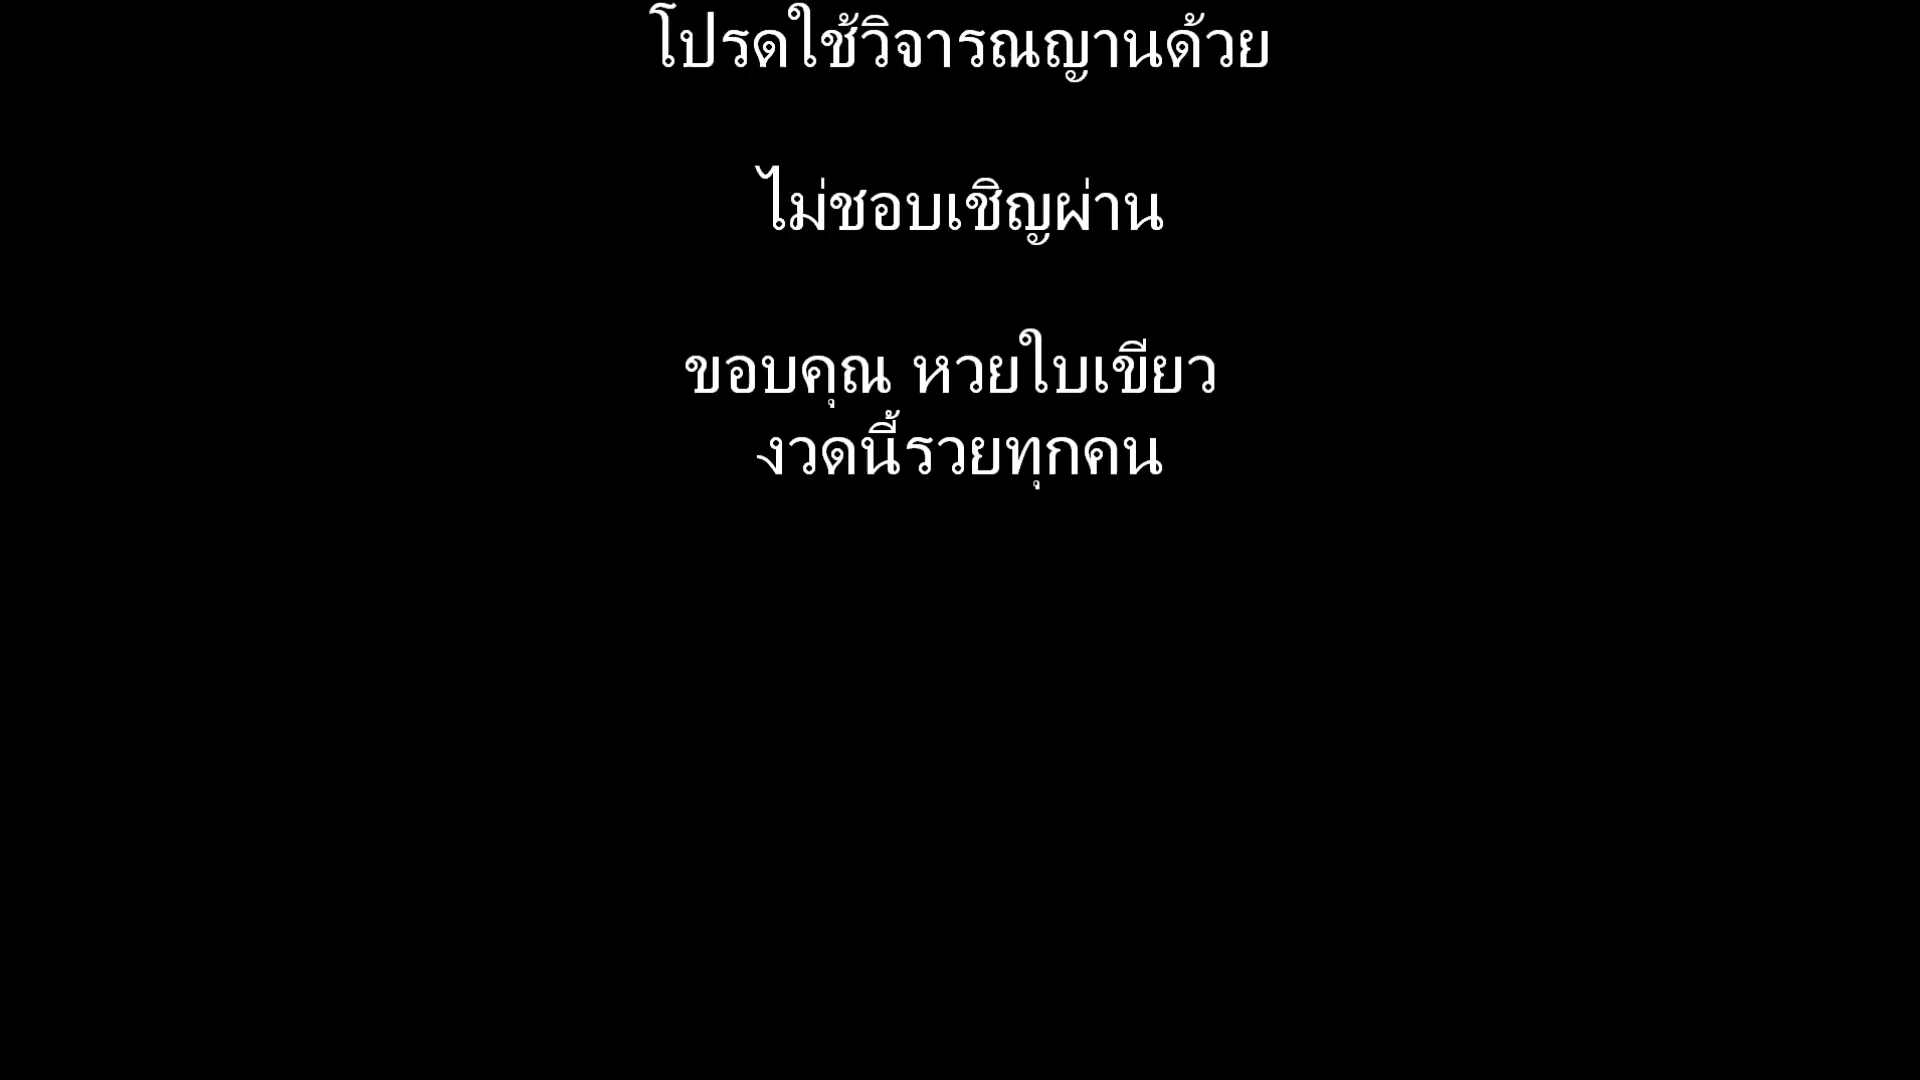 โปรดใช้วิจารณญานด้วย
ไม่ชอบเชิญผ่าน
ขอบคุณ หวยใบเขียว
งวดนี้รวยทุกคน